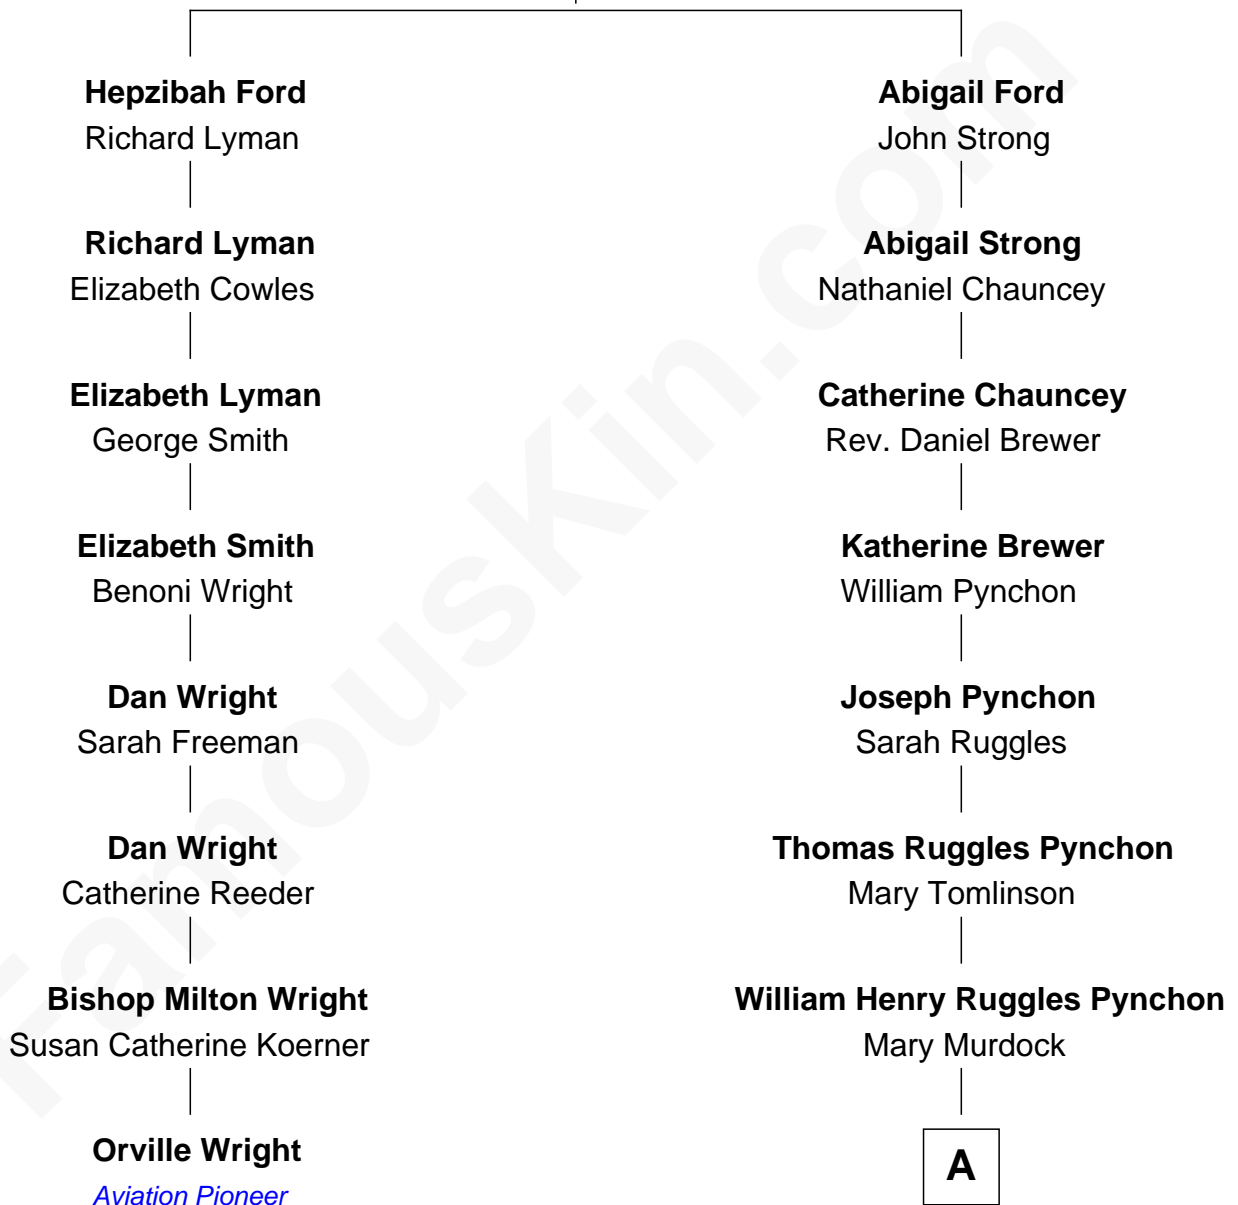 Hepzibah Ford
Richard Lyman
Abigail Ford
John Strong
Richard Lyman
Elizabeth Cowles
Abigail Strong
Nathaniel Chauncey
Elizabeth Lyman
George Smith
Catherine Chauncey
Rev. Daniel Brewer
Elizabeth Smith
Benoni Wright
Katherine Brewer
William Pynchon
Dan Wright
Sarah Freeman
Joseph Pynchon
Sarah Ruggles
Dan Wright
Catherine Reeder
Thomas Ruggles Pynchon
Mary Tomlinson
Bishop Milton Wright
Susan Catherine Koerner
William Henry Ruggles Pynchon
Mary Murdock
Orville Wright
Aviation Pioneer
A
FamousKin.com